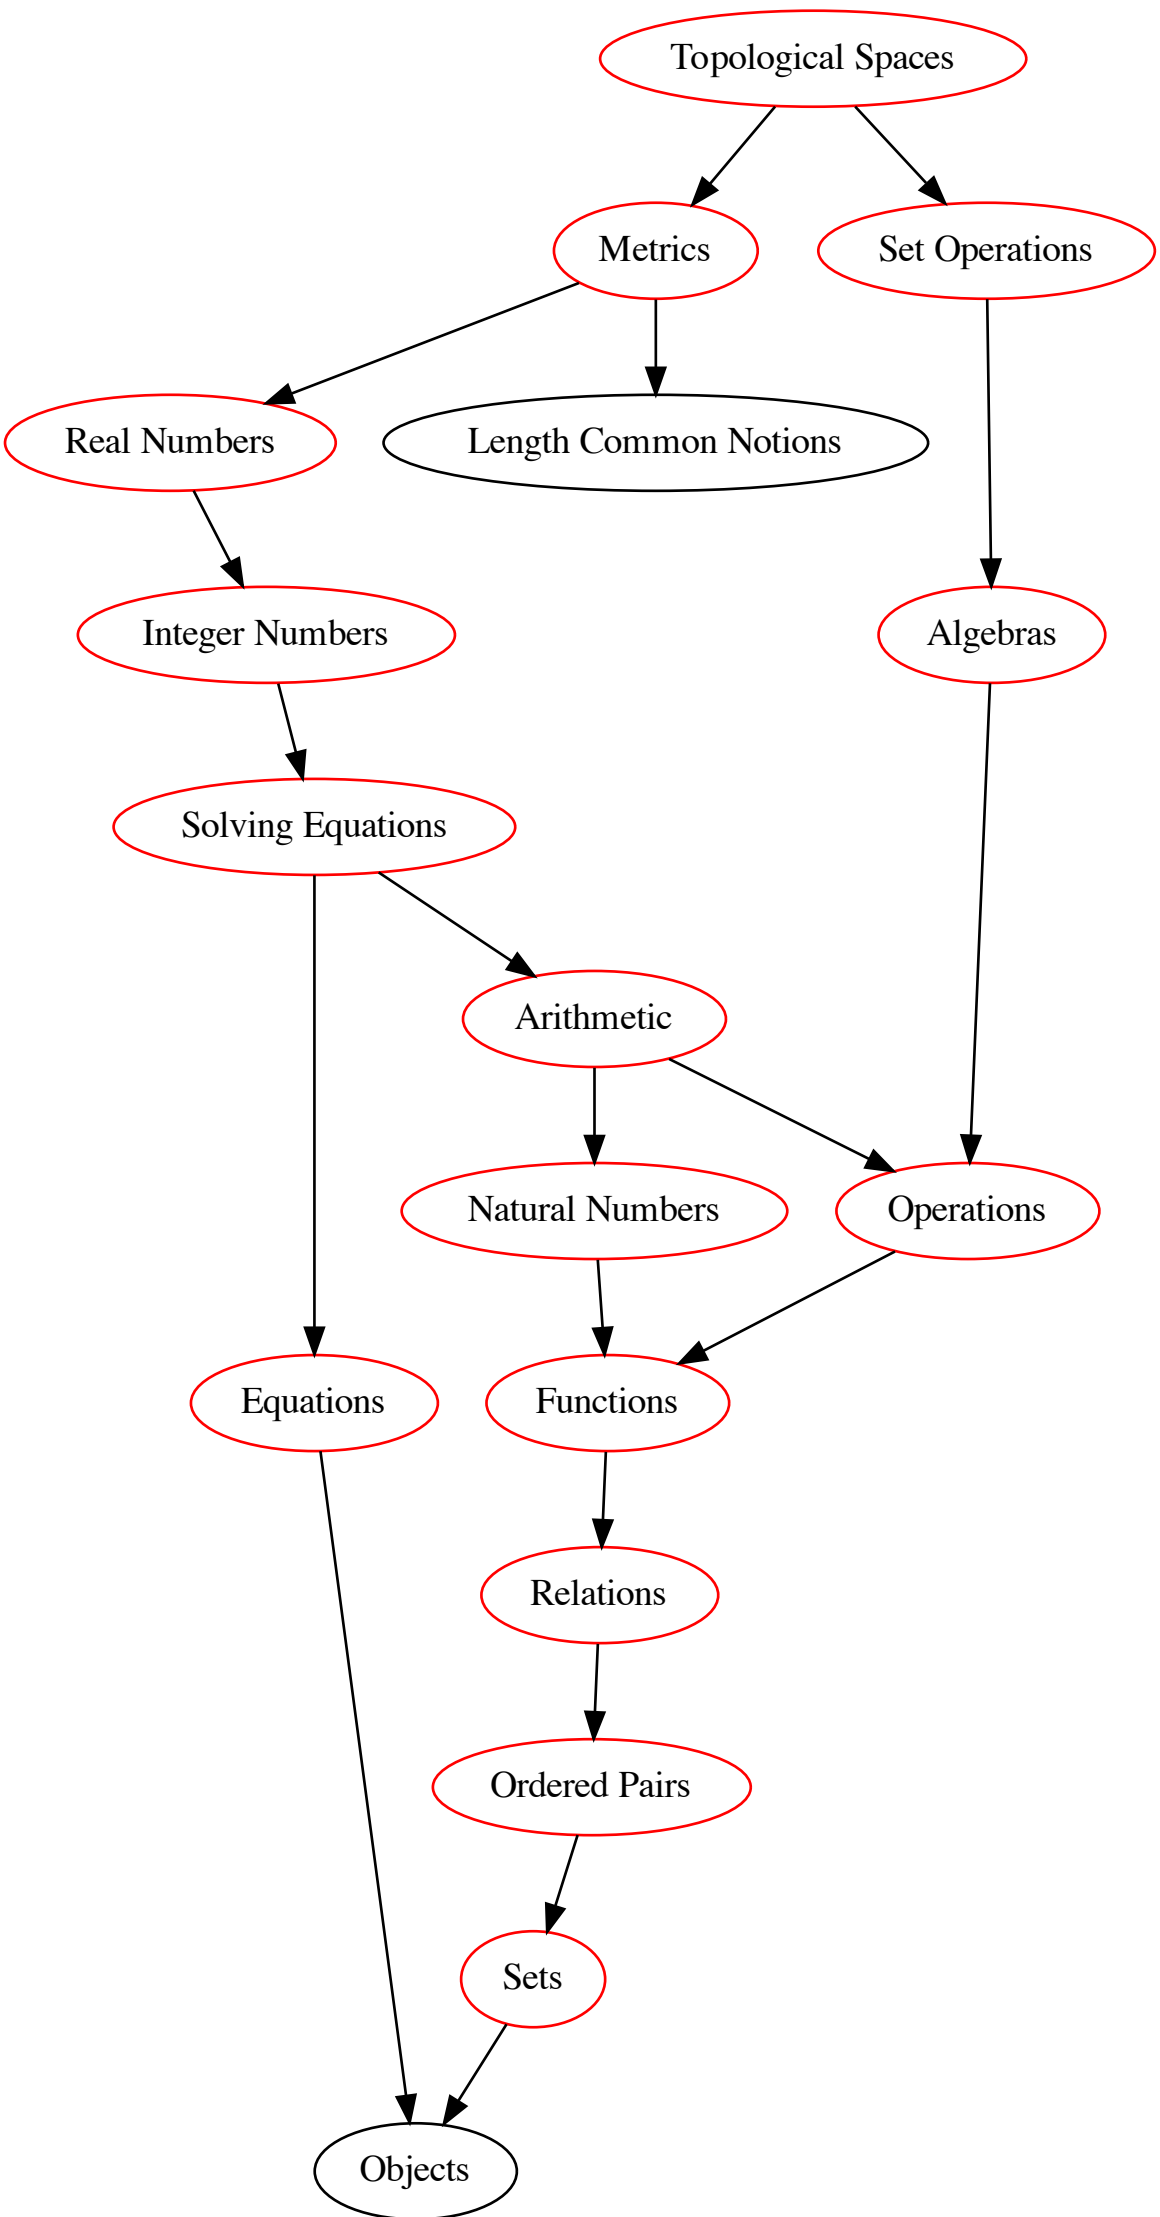 Topological Spaces
Metrics
Set Operations
Real Numbers
Length Common Notions
Integer Numbers
Algebras
Solving Equations
Arithmetic
Natural Numbers
Operations
Equations
Functions
Relations
Ordered Pairs
Sets
Objects